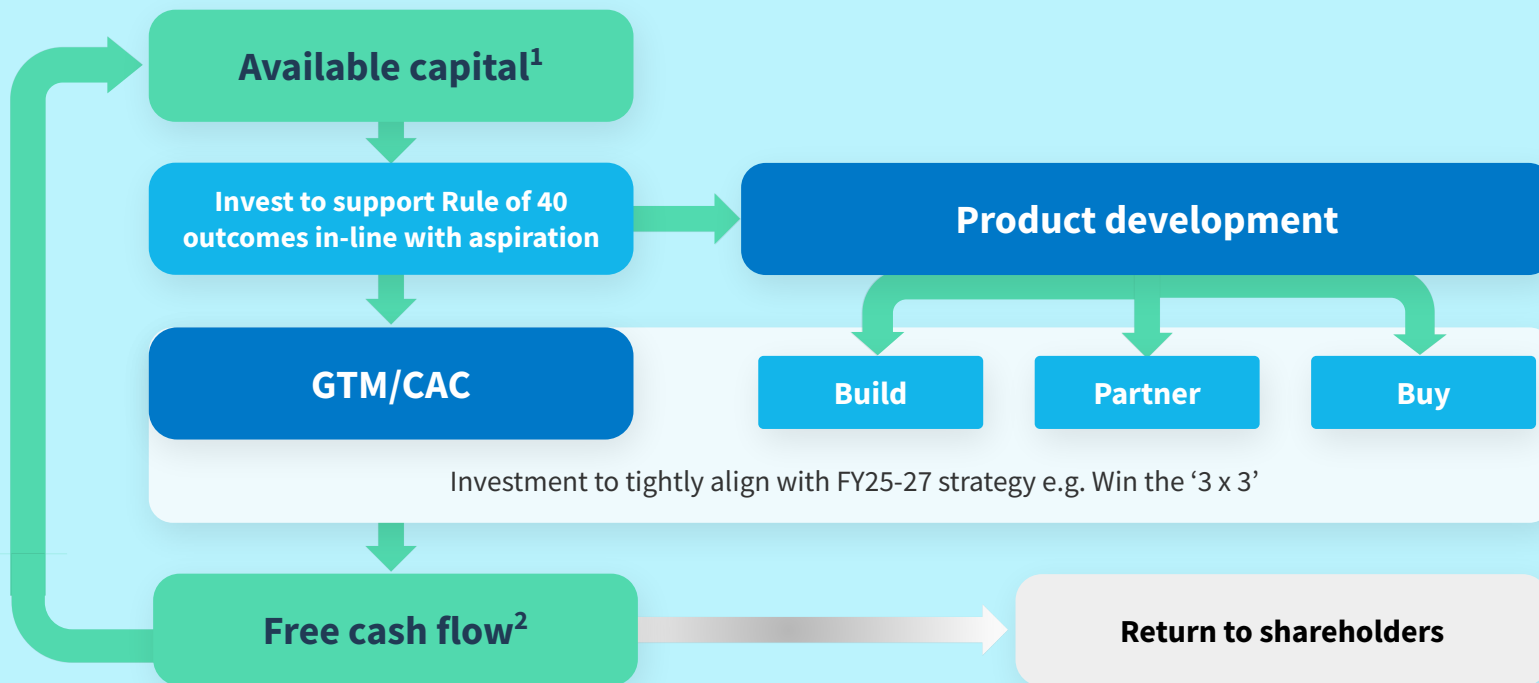 Available capital¹
Invest to support Rule of 40
outcomes in-line with aspiration
Product development
GTM/CAC
Build
Partner
Buy
Investment to tightly align with FY25-27 strategy e.g. Win the ‘3 x 3’
Free cash flow²
Return to shareholders